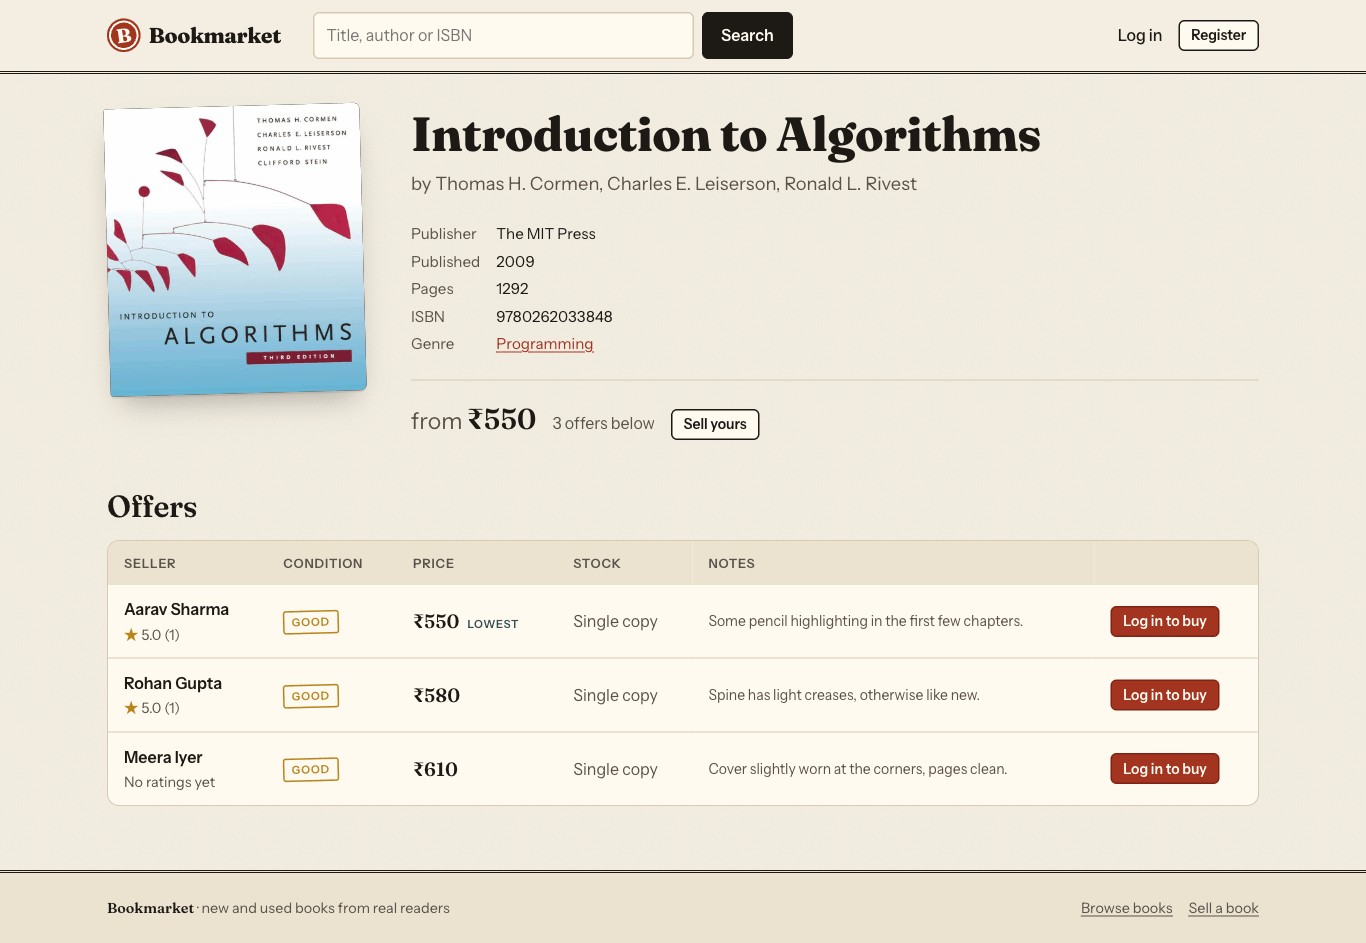 B Bookmarket
Title, author or ISBN
Search
Log in
Register
THOMAS H. CORMEN
CHARLES E. LEISERSON
RONALD L. RIVEST
CLIFFORD STEIN
INTRODUCTION TO
ALGORITHMS
THIRD EDITION
Introduction to Algorithms
by Thomas H. Cormen, Charles E. Leiserson, Ronald L. Rivest
Publisher The MIT Press
Published 2009
Pages 1292
ISBN 9780262033848
Genre Programming
from ₹550 3 offers below Sell yours
Offers
SELLER CONDITION PRICE STOCK NOTES
Aarav Sharma
★ 5.0 (1)
GOOD
₹550 LOWEST
Single copy
Some pencil highlighting in the first few chapters.
Log in to buy
Rohan Gupta
★ 5.0 (1)
GOOD
₹580
Single copy
Spine has light creases, otherwise like new.
Log in to buy
Meera Iyer
No ratings yet
GOOD
₹610
Single copy
Cover slightly worn at the corners, pages clean.
Log in to buy
Bookmarket · new and used books from real readers
Browse books
Sell a book